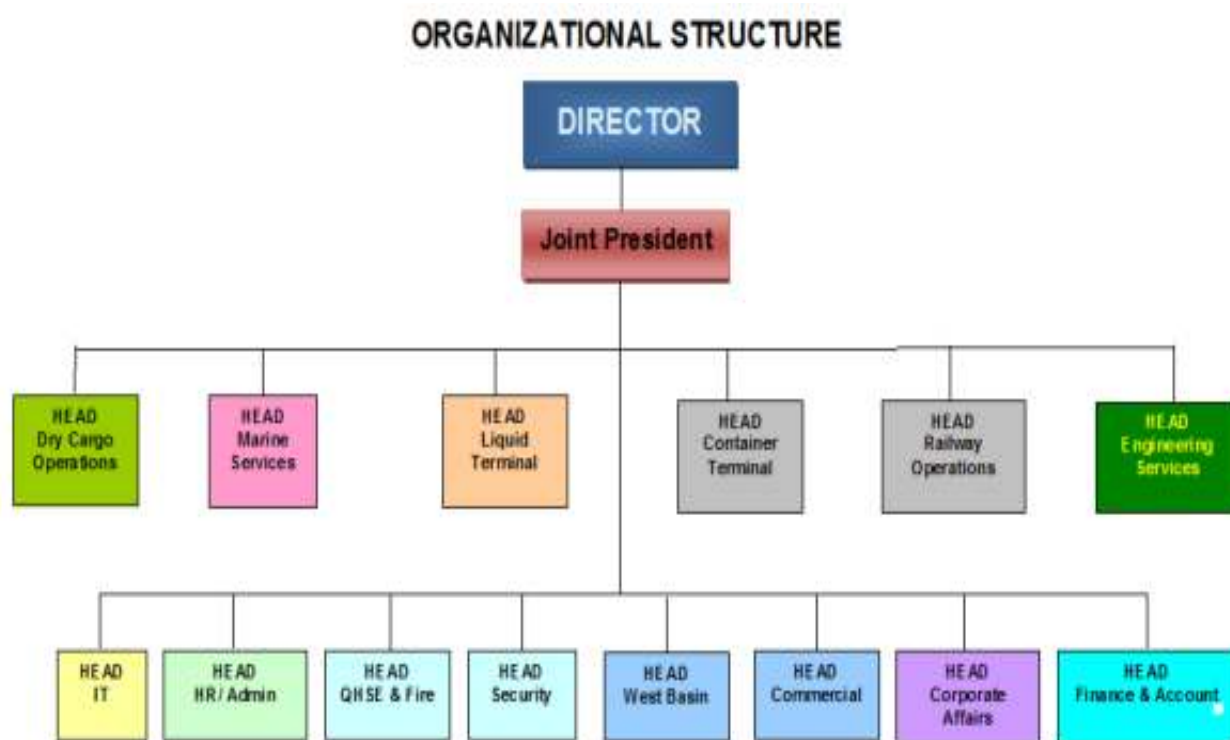 ORGANIZATIONAL STRUCTURE
DIRECTOR
Joint President
HEAD
Dry Cargo
Operations
HEAD
Marine
Services
HEAD
Liquid
Terminal
HEAD
Container
Terminal
HEAD
Railway
Operations
HEAD
Engineering
Services
HEAD
IT
HEAD
HR/ Admin
HEAD
QHSE & Fire
HEAD
Security
HEAD
West Basin
HEAD
Commercial
HEAD
Corporate
Affairs
HEAD
Finance & Account